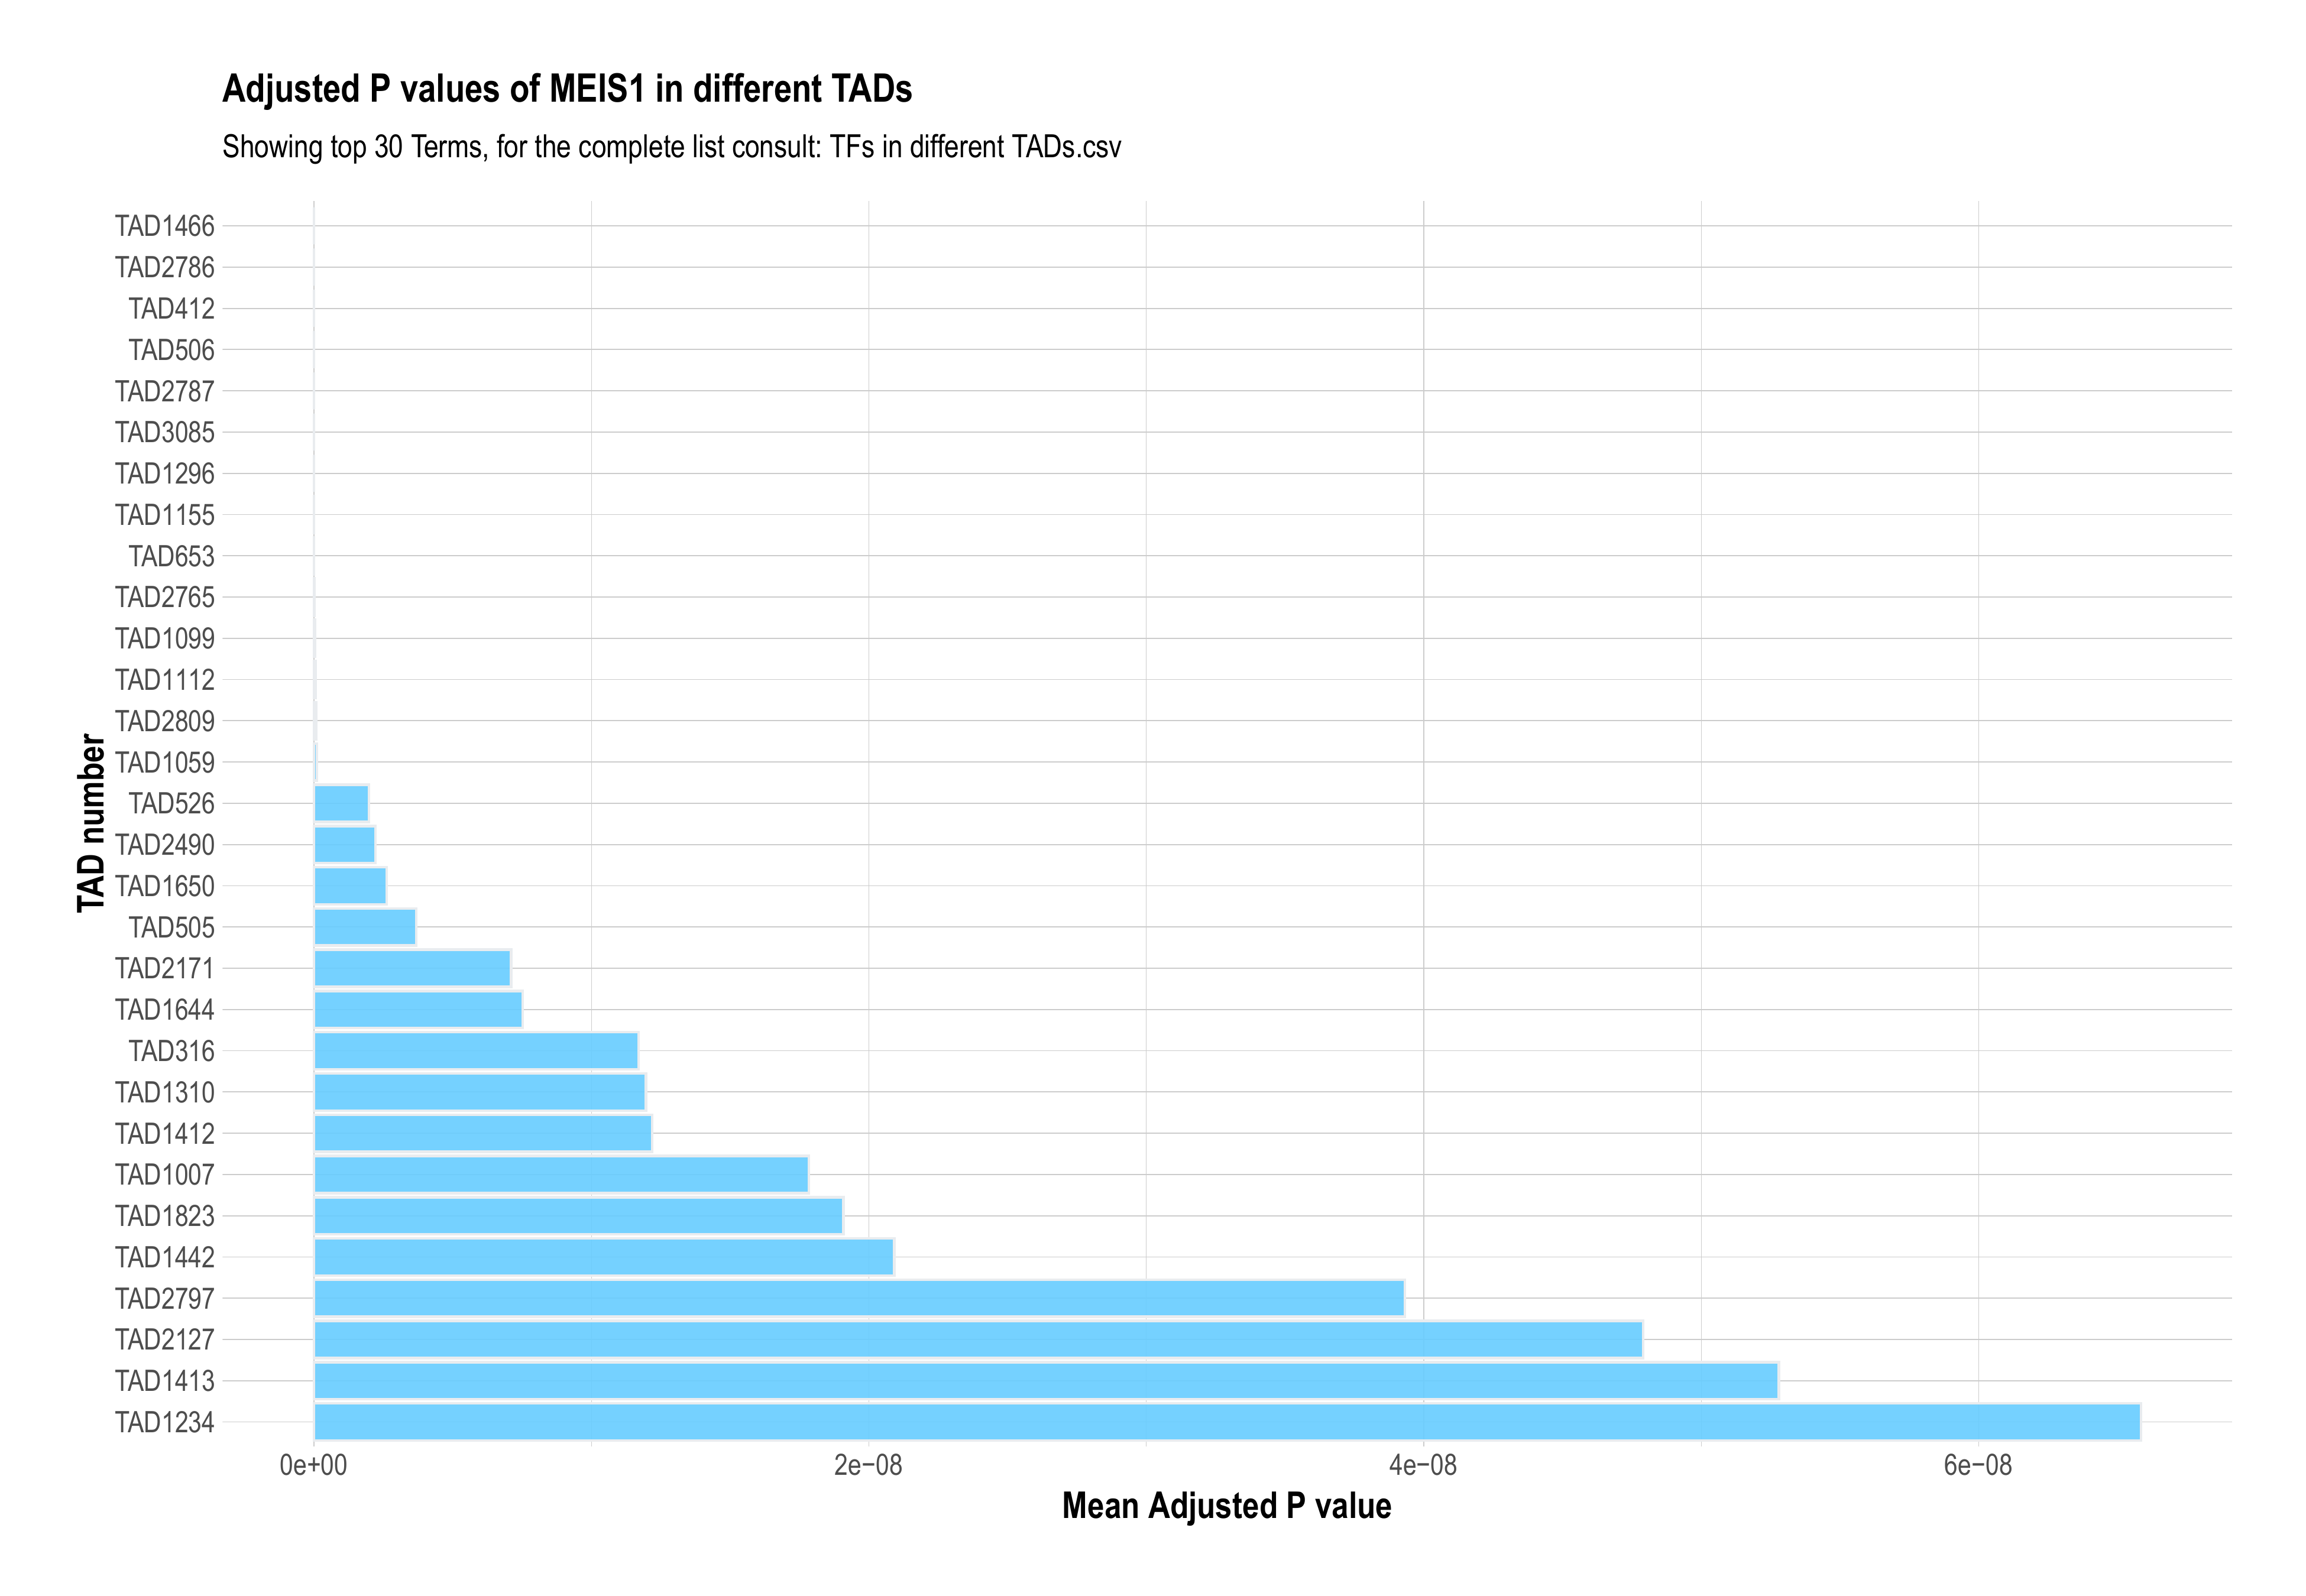 Adjusted P values of MEIS1 in different TADs
Showing top 30 Terms, for the complete list consult: TFs in different TADs.csv
TAD number
TAD1466
TAD2786
TAD412
TAD506
TAD2787
TAD3085
TAD1296
TAD1155
TAD653
TAD2765
TAD1099
TAD1112
TAD2809
TAD1059
TAD526
TAD2490
TAD1650
TAD505
TAD2171
TAD1644
TAD316
TAD1310
TAD1412
TAD1007
TAD1823
TAD1442
TAD2797
TAD2127
TAD1413
TAD1234
0e+00 2e−08 4e−08 6e−08
Mean Adjusted P value